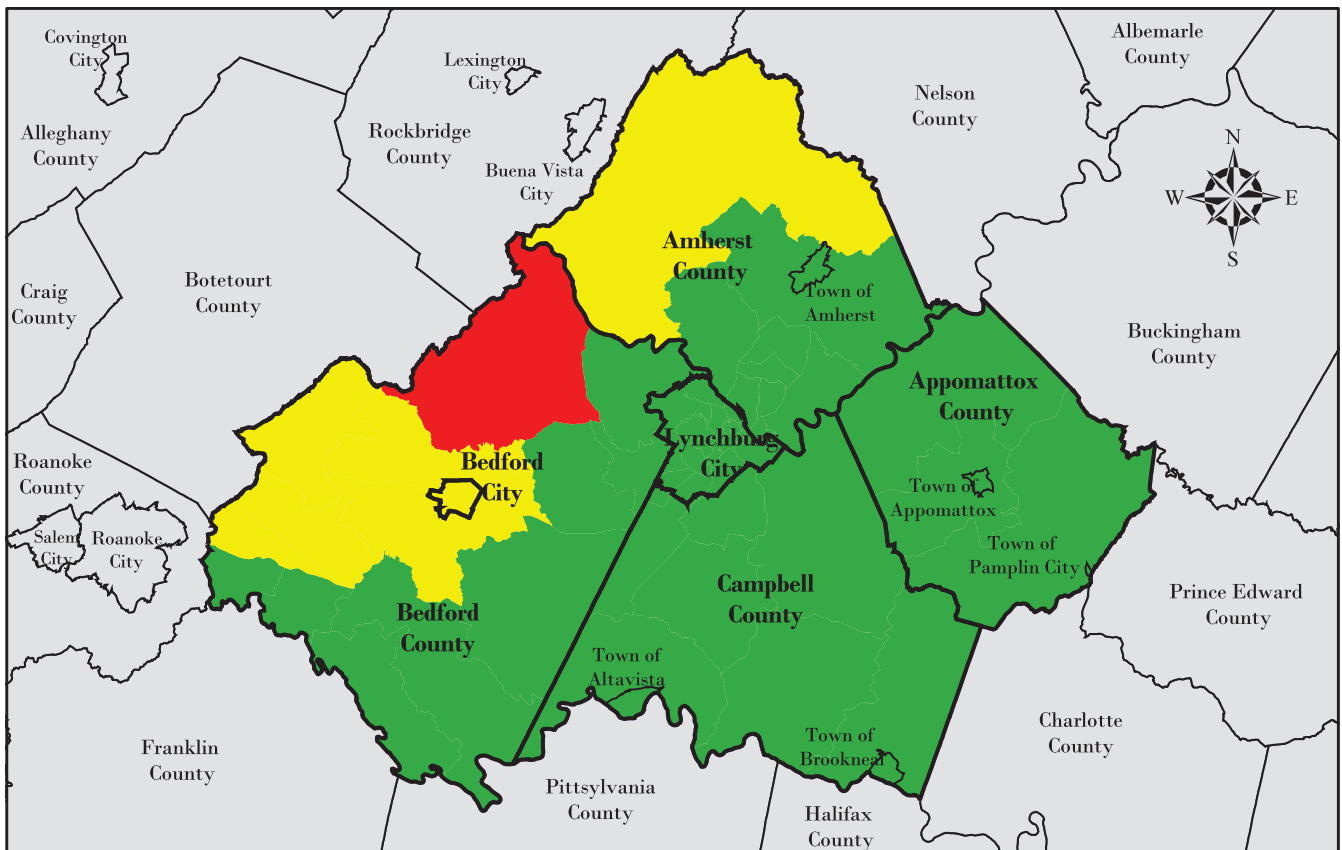 Covington
City
Lexington
City
Albemarle
County
Nelson
County
Alleghany
County
Rockbridge
County
Buena Vista
City
N
W
E
S
Amherst
County
Botetourt
County
Craig
County
Town of
Amherst
Buckingham
County
Appomattox
County
Lynchburg
City
Bedford
City
Roanoke
County
Salem
City
Roanoke
City
Town of
Appomattox
Town of
Pamplin City
Campbell
County
Prince Edward
County
Bedford
County
Town of
Altavista
Charlotte
County
Town of
Brookneal
Franklin
County
Pittsylvania
County
Halifax
County